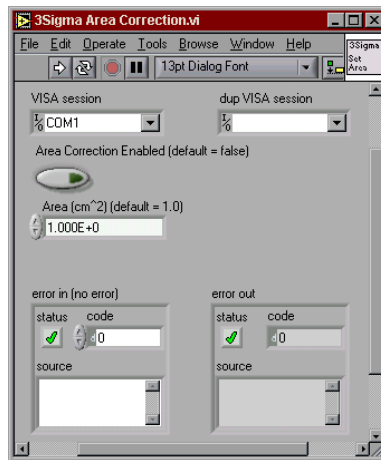 3Sigma Area Correction.vi
File Edit Operate Tools Browse Window Help
13pt Dialog Font
3Sigma
Set
Area
VISA session
dup VISA session
I/O COM1
I/O
Area Correction Enabled (default = false)
Area (cm^2) (default = 1.0)
1.000E+0
error in (no error)
error out
status code
status code
d 0
d 0
source
source